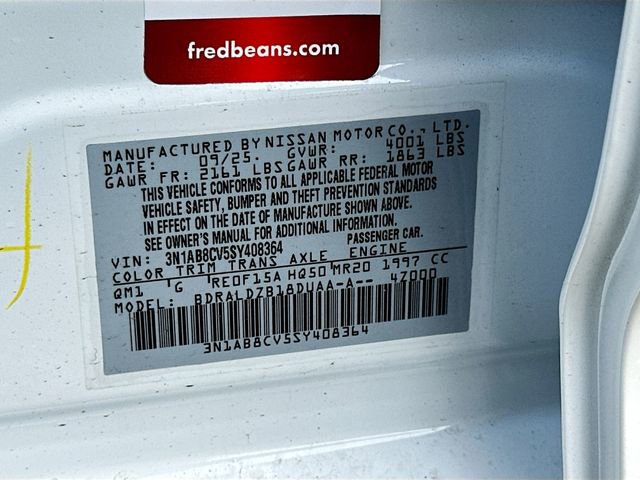 fredbeans.com
MANUFACTURED BY NISSAN MOTOR CO., LTD.
DATE: 09/25. GVWR: 4001 LBS
GAWR FR: 2161 LBS GAWR RR: 1863 LBS
THIS VEHICLE CONFORMS TO ALL APPLICABLE FEDERAL MOTOR
VEHICLE SAFETY, BUMPER AND THEFT PREVENTION STANDARDS
IN EFFECT ON THE DATE OF MANUFACTURE SHOWN ABOVE.
SEE OWNER'S MANUAL FOR ADDITIONAL INFORMATION.
VIN: 3N1AB8CV5SY408364 PASSENGER CAR.
COLOR TRIM TRANS AXLE ENGINE
QM1 G RE0F15A HQ50 MR20 1997 CC
MODEL: BDRALDZB18DUAA-A-- 4Z000
3N1AB8CV5SY408364